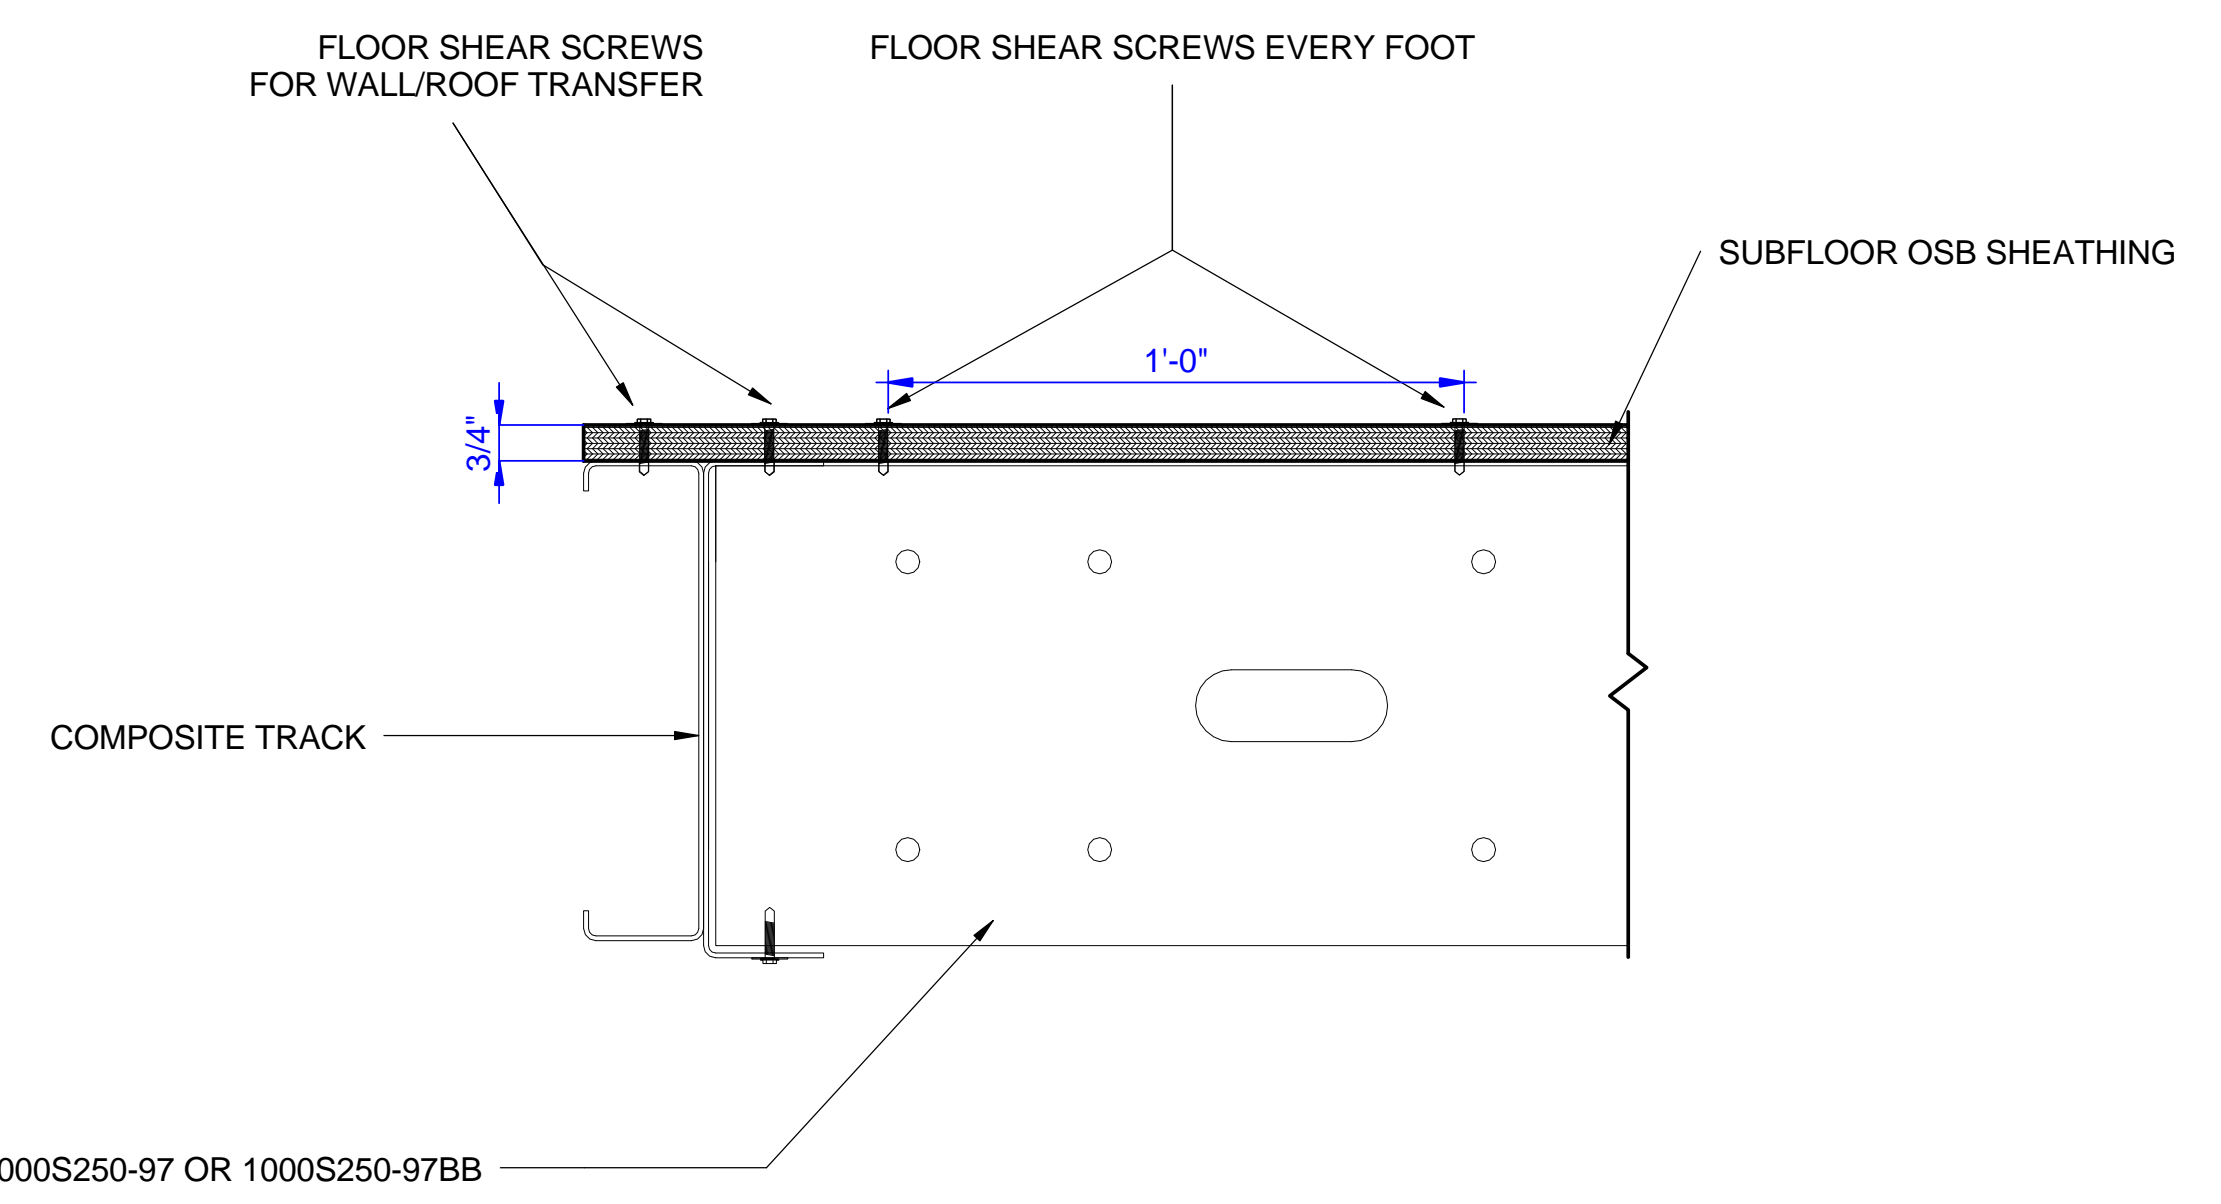 FLOOR SHEAR SCREWS
FOR WALL/ROOF TRANSFER
FLOOR SHEAR SCREWS EVERY FOOT
SUBFLOOR OSB SHEATHING
1'-0"
3/4"
COMPOSITE TRACK
000S250-97 OR 1000S250-97BB